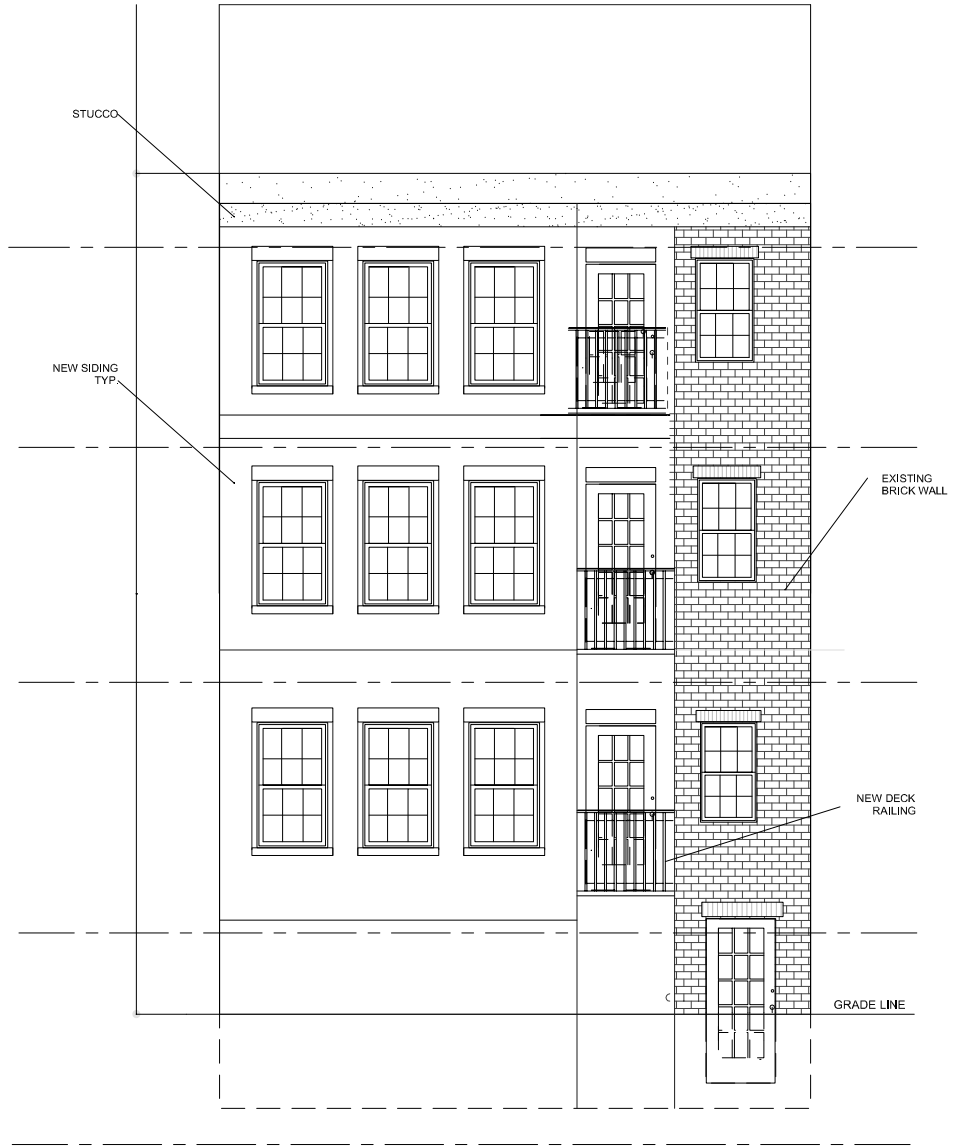 STUCCO
NEW SIDING
TYP.
EXISTING
BRICK WALL
NEW DECK
RAILING
GRADE LINE